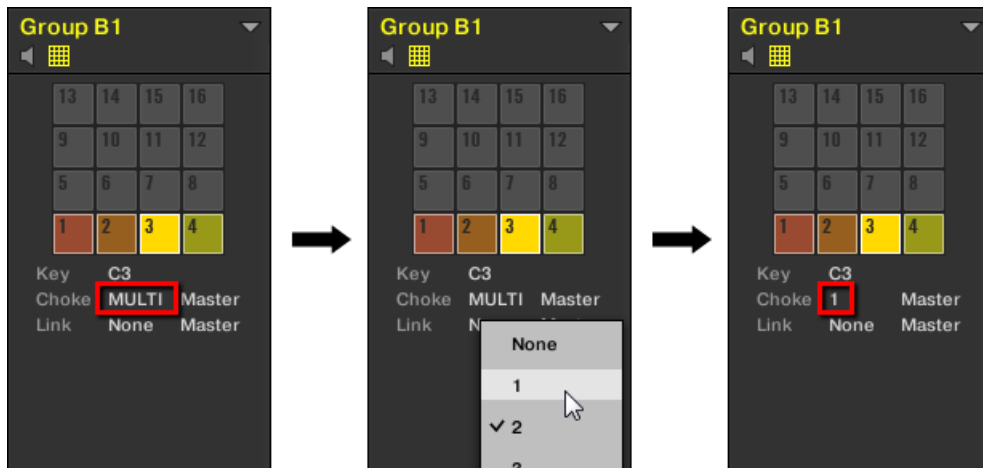 Group B1
13 14 15 16
9 10 11 12
5 6 7 8
1 2 3 4
Key C3
Choke MULTI Master
Link None Master
Group B1
13 14 15 16
9 10 11 12
5 6 7 8
1 2 3 4
Key C3
Choke MULTI Master
Link
None
1
2
Group B1
13 14 15 16
9 10 11 12
5 6 7 8
1 2 3 4
Key C3
Choke 1 Master
Link None Master